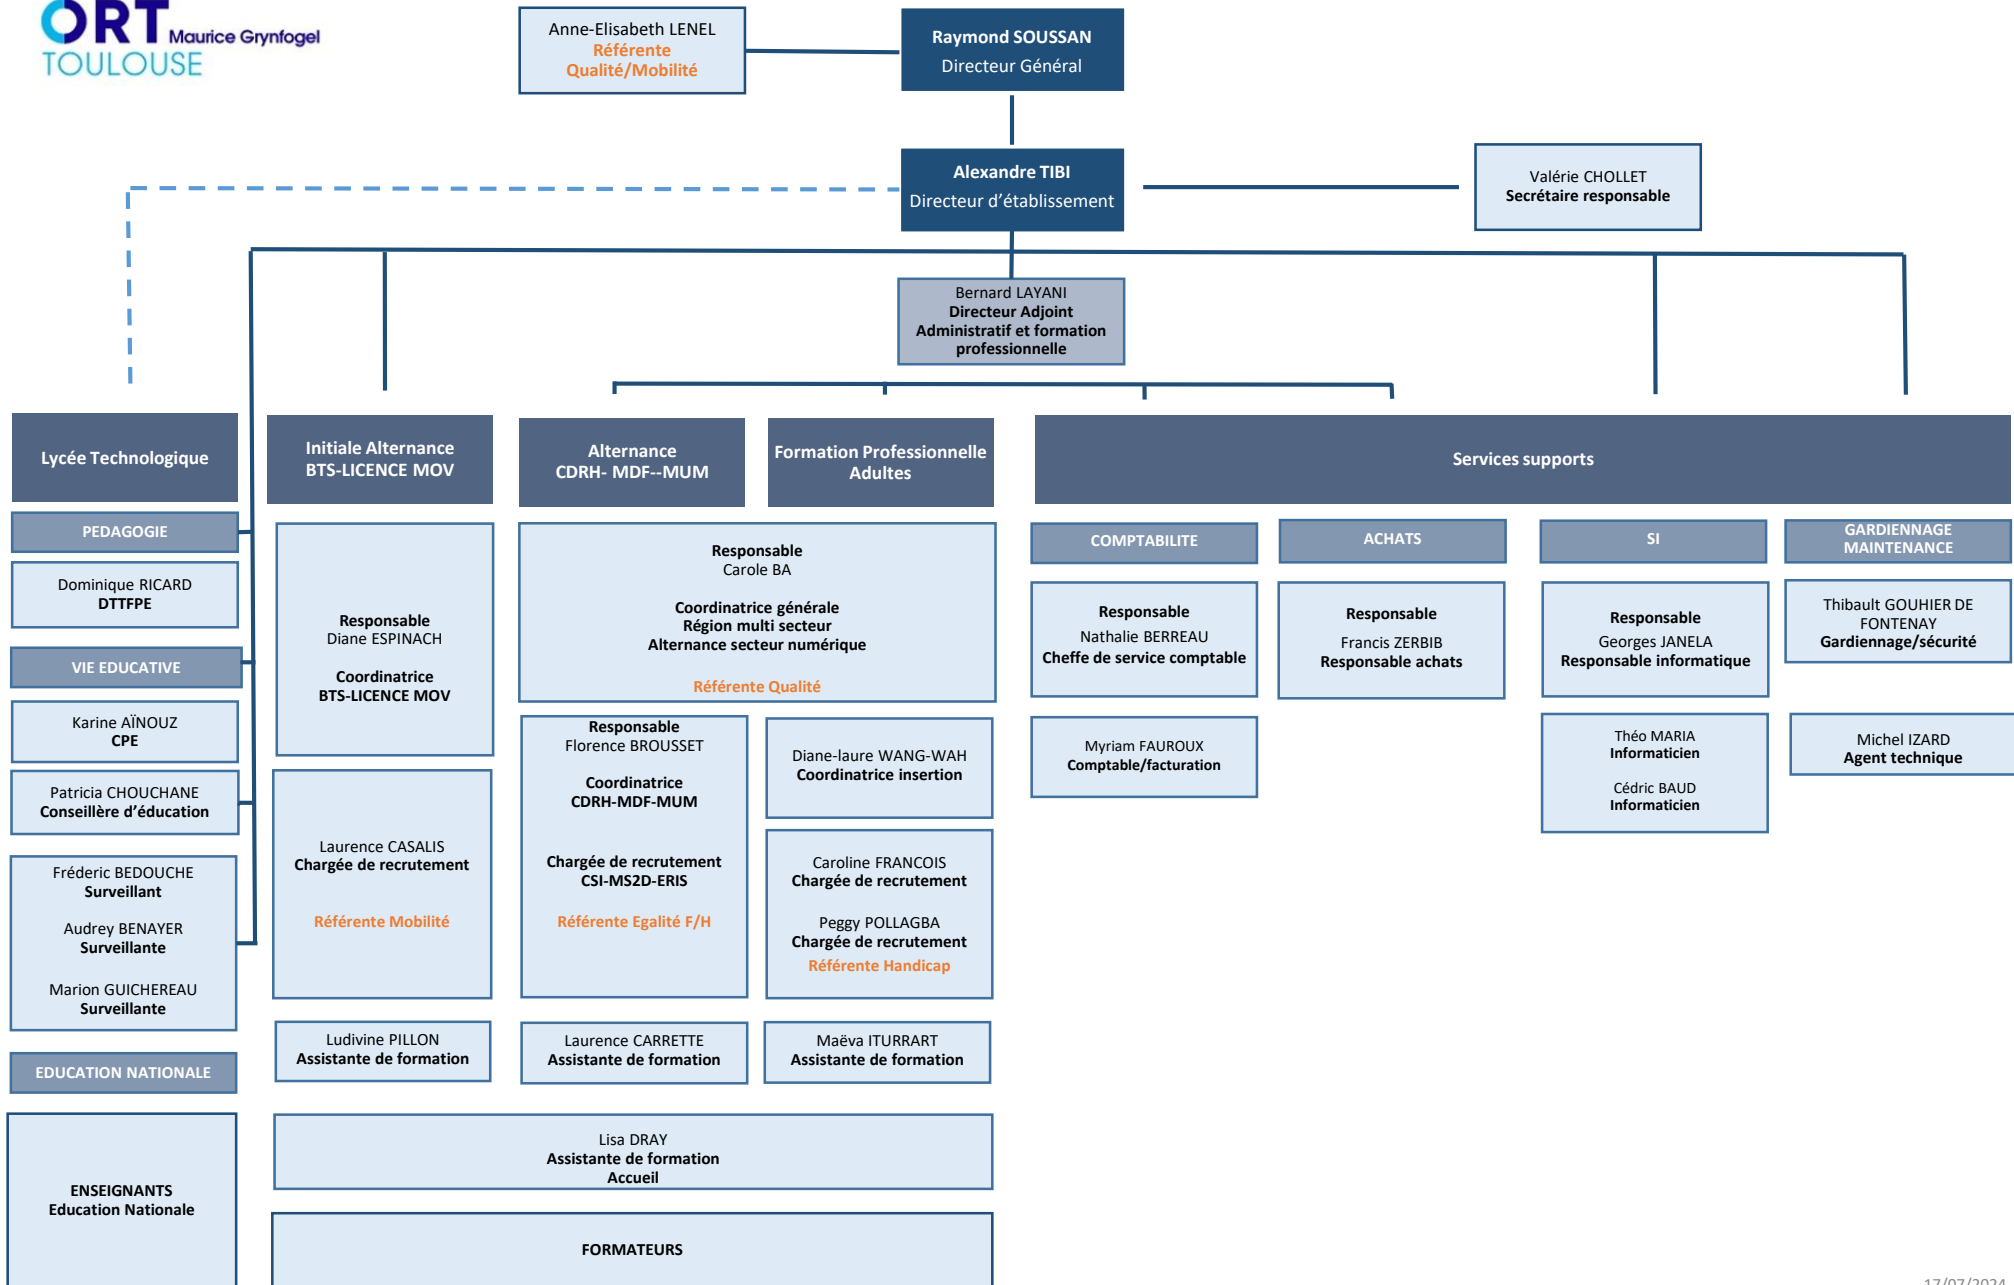 ORT Maurice Grynfogel
TOULOUSE
Anne-Elisabeth LENEL
Référente
Qualité/Mobilité
Raymond SOUSSAN
Directeur Général
Alexandre TIBI
Directeur d’établissement
Valérie CHOLLET
Secrétaire responsable
Bernard LAYANI
Directeur Adjoint
Administratif et formation
professionnelle
Lycée Technologique
PEDAGOGIE
Dominique RICARD
DTTFPE
VIE EDUCATIVE
Karine AÏNOUZ
CPE
Patricia CHOUCHANE
Conseillère d’éducation
Fréderic BEDOUCHE
Surveillant
Audrey BENAYER
Surveillante
Marion GUICHEREAU
Surveillante
EDUCATION NATIONALE
ENSEIGNANTS
Education Nationale
Initiale Alternance
BTS-LICENCE MOV
Responsable
Diane ESPINACH
Coordinatrice
BTS-LICENCE MOV
Laurence CASALIS
Chargée de recrutement
Référente Mobilité
Ludivine PILLON
Assistante de formation
Alternance
CDRH- MDF--MUM
Formation Professionnelle
Adultes
Responsable
Carole BA
Coordinatrice générale
Région multi secteur
Alternance secteur numérique
Référente Qualité
Responsable
Florence BROUSSET
Coordinatrice
CDRH-MDF-MUM
Chargée de recrutement
CSI-MS2D-ERIS
Référente Egalité F/H
Laurence CARRETTE
Assistante de formation
Diane-laure WANG-WAH
Coordinatrice insertion
Caroline FRANCOIS
Chargée de recrutement
Peggy POLLAGBA
Chargée de recrutement
Référente Handicap
Maëva ITURRART
Assistante de formation
Lisa DRAY
Assistante de formation
Accueil
FORMATEURS
Services supports
COMPTABILITE
Responsable
Nathalie BERREAU
Cheffe de service comptable
Myriam FAUROUX
Comptable/facturation
ACHATS
Responsable
Francis ZERBIB
Responsable achats
SI
Responsable
Georges JANELA
Responsable informatique
Théo MARIA
Informaticien
Cédric BAUD
Informaticien
GARDIENNAGE
MAINTENANCE
Thibault GOUHIER DE
FONTENAY
Gardiennage/sécurité
Michel IZARD
Agent technique
17/07/2024